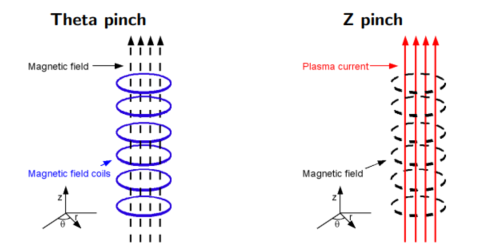 Theta pinch
Magnetic field
Magnetic field coils
z
r
θ
Z pinch
Plasma current
Magnetic field
z
r
θ